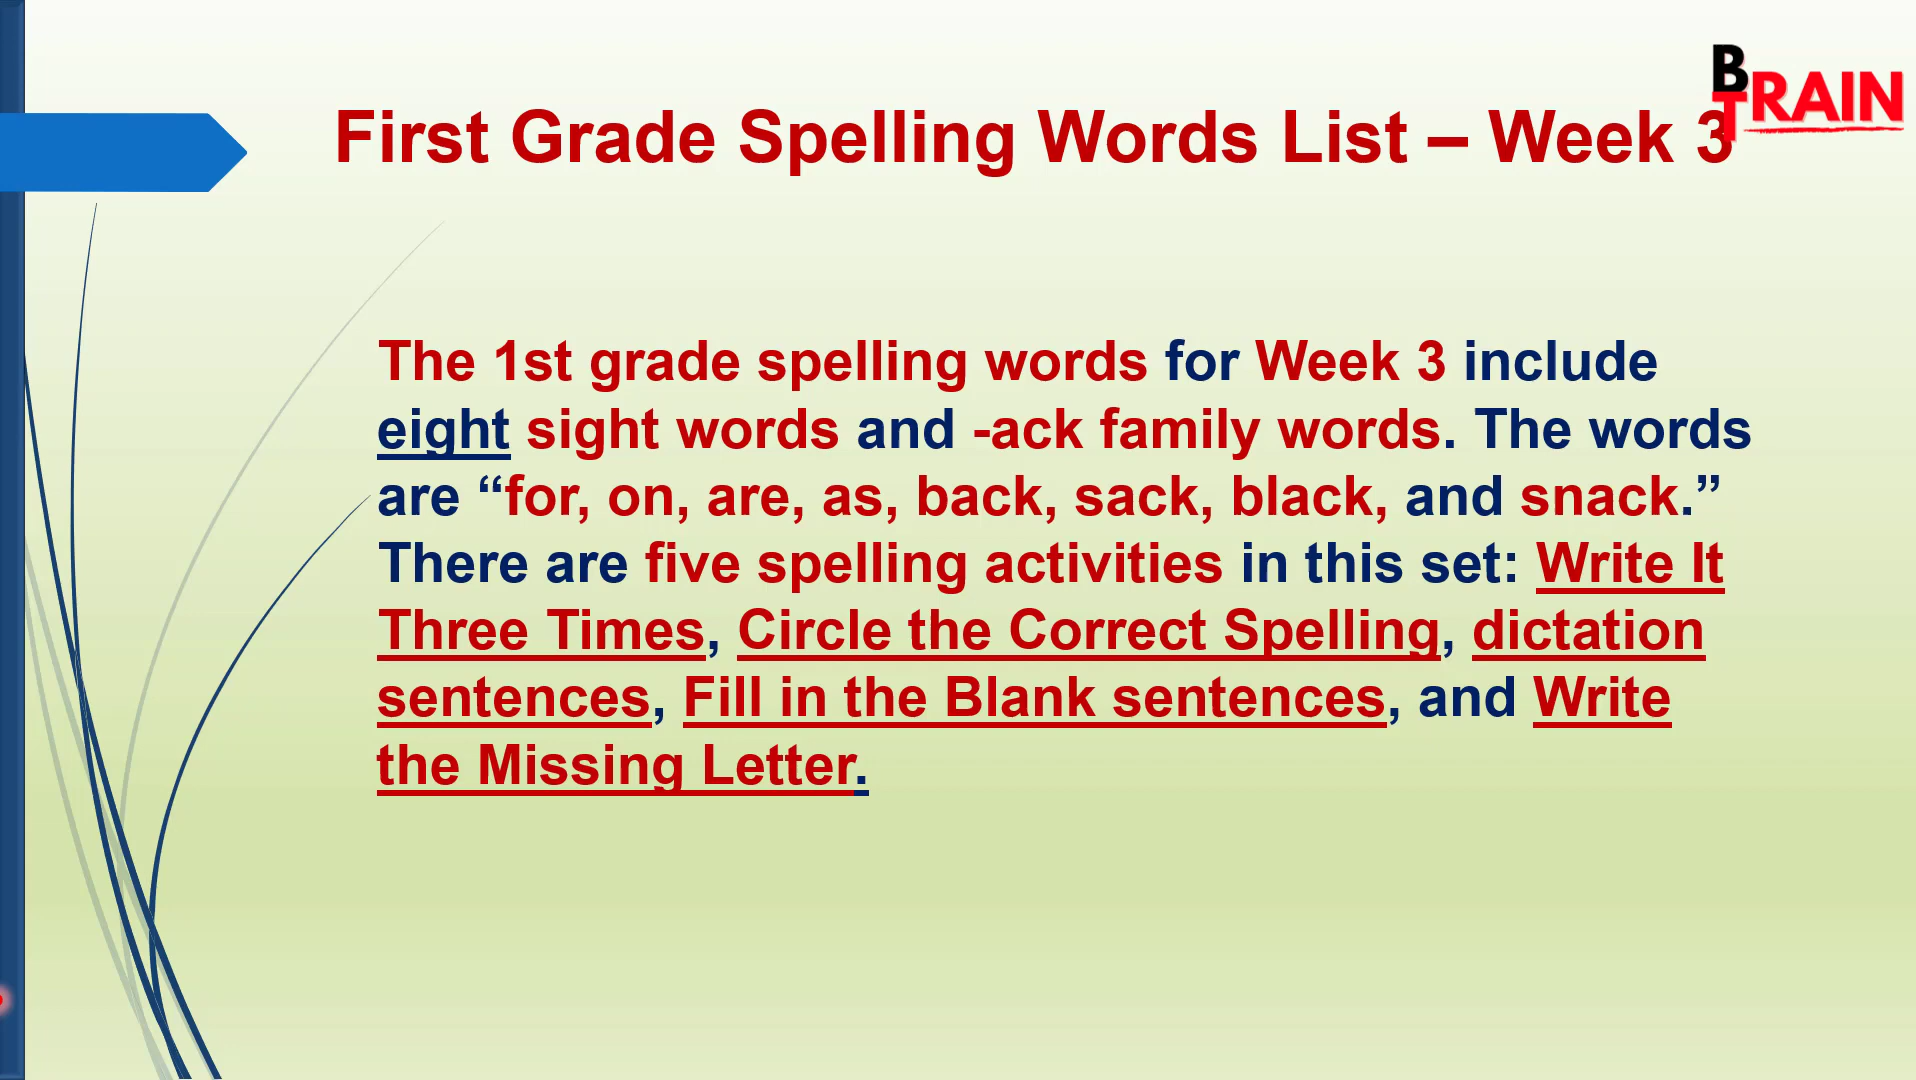 BTRAIN
First Grade Spelling Words List – Week 3
The 1st grade spelling words for Week 3 include
eight sight words and -ack family words. The words
are “for, on, are, as, back, sack, black, and snack.”
There are five spelling activities in this set: Write It
Three Times, Circle the Correct Spelling, dictation
sentences, Fill in the Blank sentences, and Write
the Missing Letter.